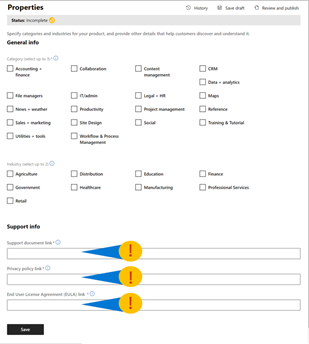 Properties
History
Save draft
Review and publish
Status: Incomplete
Specify categories and industries for your product, and provide other details that help customers discover and understand it.
General info
Category (select up to 3) *
Accounting + finance
Collaboration
Content management
CRM
Data + analytics
File managers
IT/admin
Legal + HR
Maps
News + weather
Productivity
Project management
Reference
Sales + marketing
Site Design
Social
Training & Tutorial
Utilities + tools
Workflow & Process Management
Industry (select up to 2)
Agriculture
Distribution
Education
Finance
Government
Healthcare
Manufacturing
Professional Services
Retail
Support info
Support document link *
!
Privacy policy link *
!
End User License Agreement (EULA) link *
!
Save